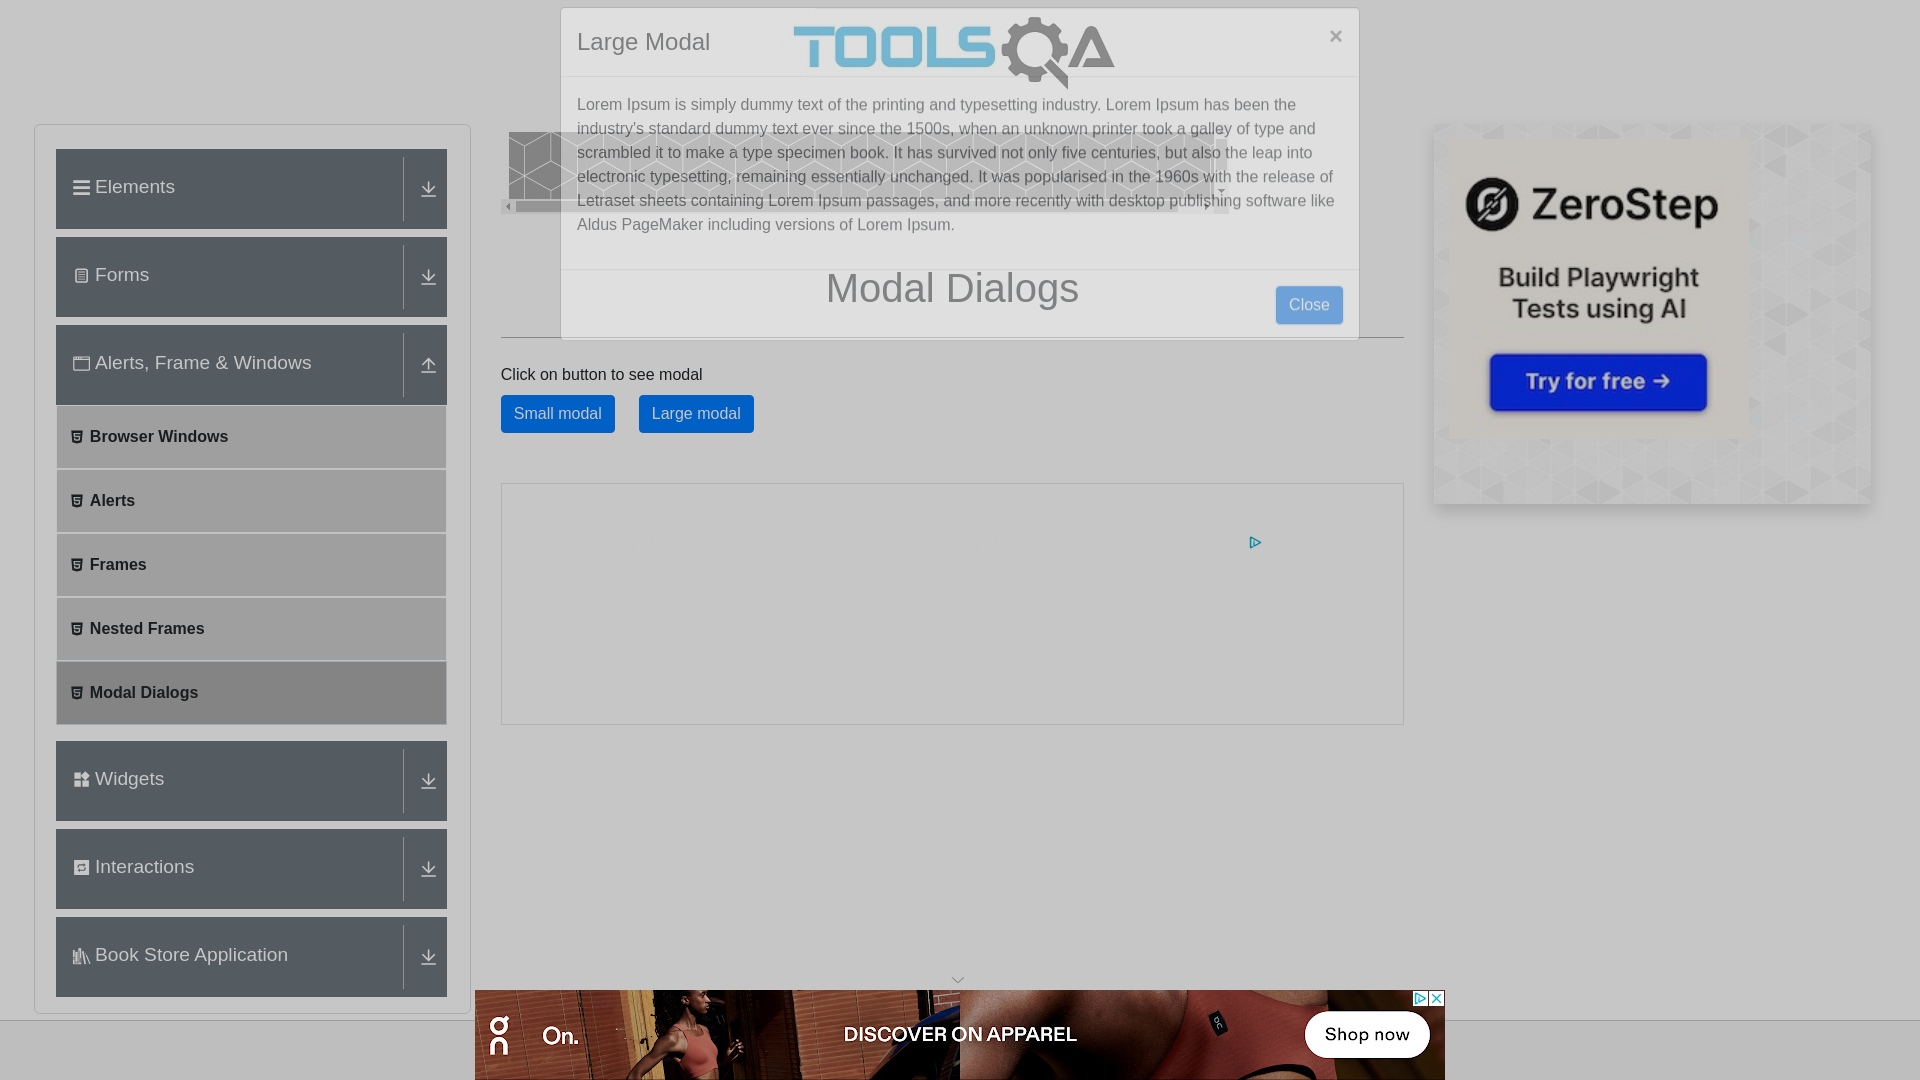 Large Modal
TOOLSQA
×
Lorem Ipsum is simply dummy text of the printing and typesetting industry. Lorem Ipsum has been the
industry's standard dummy text ever since the 1500s, when an unknown printer took a galley of type and
scrambled it to make a type specimen book. It has survived not only five centuries, but also the leap into
electronic typesetting, remaining essentially unchanged. It was popularised in the 1960s with the release of
Letraset sheets containing Lorem Ipsum passages, and more recently with desktop publishing software like
Aldus PageMaker including versions of Lorem Ipsum.
Close
Elements
Forms
Alerts, Frame & Windows
Browser Windows
Alerts
Frames
Nested Frames
Modal Dialogs
Widgets
Interactions
Book Store Application
Modal Dialogs
Click on button to see modal
Small modal
Large modal
ZeroStep
Build Playwright
Tests using AI
Try for free →
On.
DISCOVER ON APPAREL
Shop now